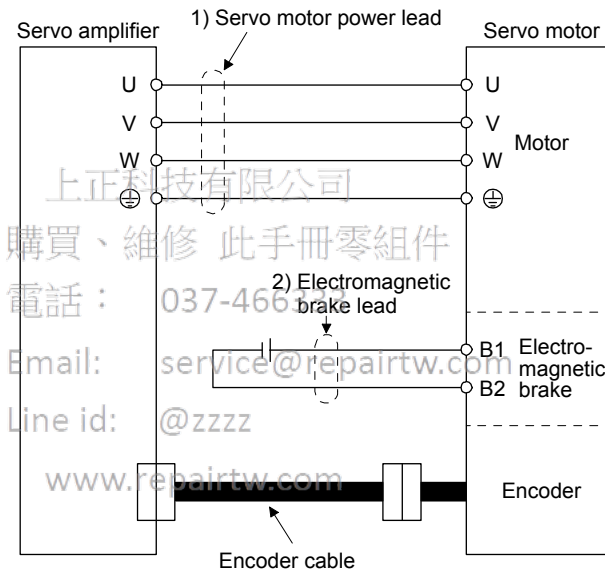 1) Servo motor power lead
Servo amplifier
Servo motor
U
U
V
V
Motor
W
W
上正科技有限公司
購買、維修 此手冊零組件
2) Electromagnetic
brake lead
電話: 037-466333
B1
Electro-
magnetic
brake
B2
Email: service@repairtw.com
Line id: @zzzz
www.repairtw.com
Encoder
Encoder cable